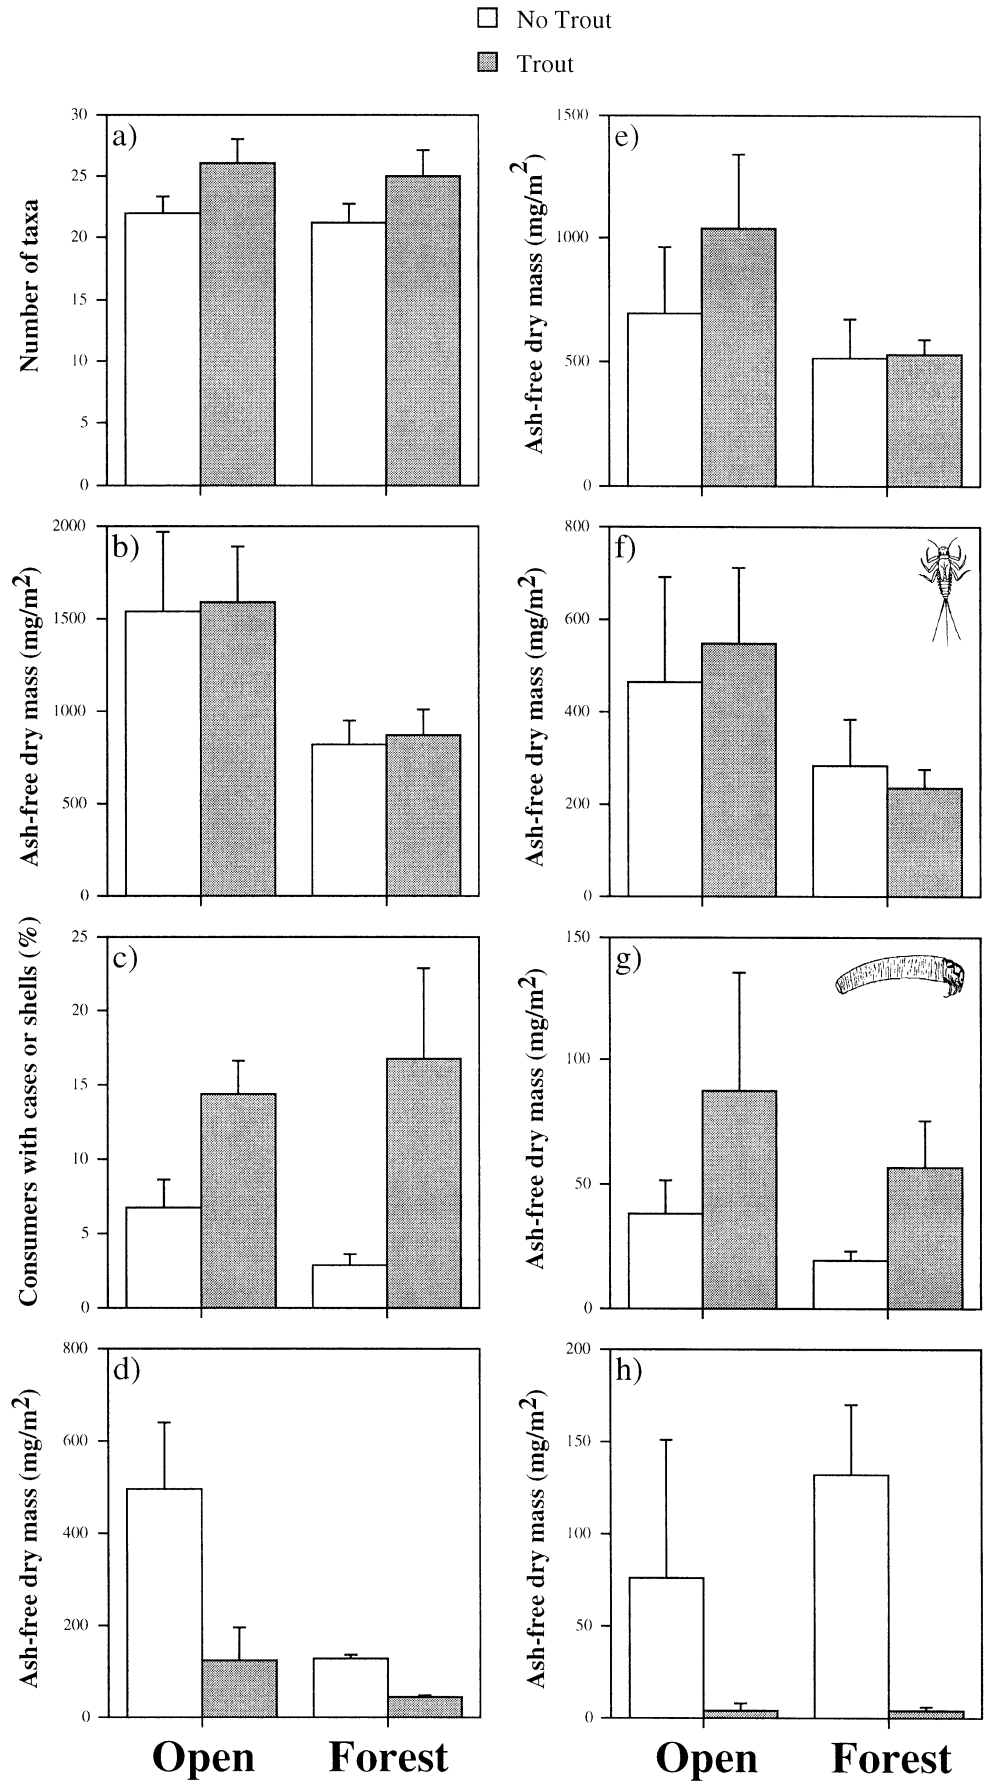 No Trout
Trout
a)
30
25
20
15
10
5
0
Number of taxa
e)
1500
1000
500
0
Ash-free dry mass (mg/m2)
b)
2000
1500
1000
500
0
Ash-free dry mass (mg/m2)
f)
800
600
400
200
0
Ash-free dry mass (mg/m2)
c)
25
20
15
10
5
0
Consumers with cases or shells (%)
g)
150
100
50
0
Ash-free dry mass (mg/m2)
d)
800
600
400
200
0
Ash-free dry mass (mg/m2)
Open Forest
h)
200
150
100
50
0
Ash-free dry mass (mg/m2)
Open Forest